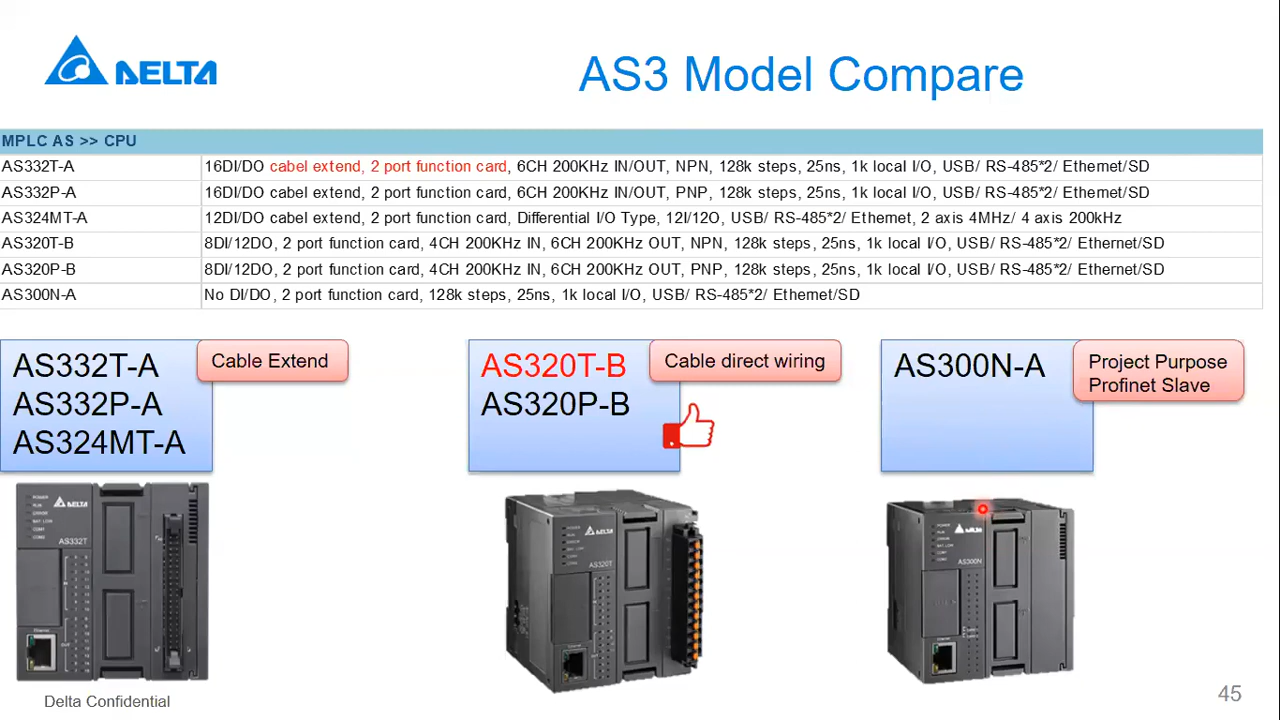 DELTA
AS3 Model Compare
MPLC AS >> CPU
AS332T-A 16DI/DO cabel extend, 2 port function card, 6CH 200KHz IN/OUT, NPN, 128k steps, 25ns, 1k local I/O, USB/ RS-485*2/ Ethernet/SD
AS332P-A 16DI/DO cabel extend, 2 port function card, 6CH 200KHz IN/OUT, PNP, 128k steps, 25ns, 1k local I/O, USB/ RS-485*2/ Ethernet/SD
AS324MT-A 12DI/DO cabel extend, 2 port function card, Differential I/O Type, 12I/12O, USB/ RS-485*2/ Ethernet, 2 axis 4MHz/ 4 axis 200kHz
AS320T-B 8DI/12DO, 2 port function card, 4CH 200KHz IN, 6CH 200KHz OUT, NPN, 128k steps, 25ns, 1k local I/O, USB/ RS-485*2/ Ethernet/SD
AS320P-B 8DI/12DO, 2 port function card, 4CH 200KHz IN, 6CH 200KHz OUT, PNP, 128k steps, 25ns, 1k local I/O, USB/ RS-485*2/ Ethernet/SD
AS300N-A No DI/DO, 2 port function card, 128k steps, 25ns, 1k local I/O, USB/ RS-485*2/ Ethernet/SD
AS332T-A
AS332P-A
AS324MT-A
Cable Extend
AS320T-B
AS320P-B
Cable direct wiring
AS300N-A
Project Purpose
Profinet Slave
DELTA
AS332T
DELTA
AS320T
DELTA
AS300N
Delta Confidential
45